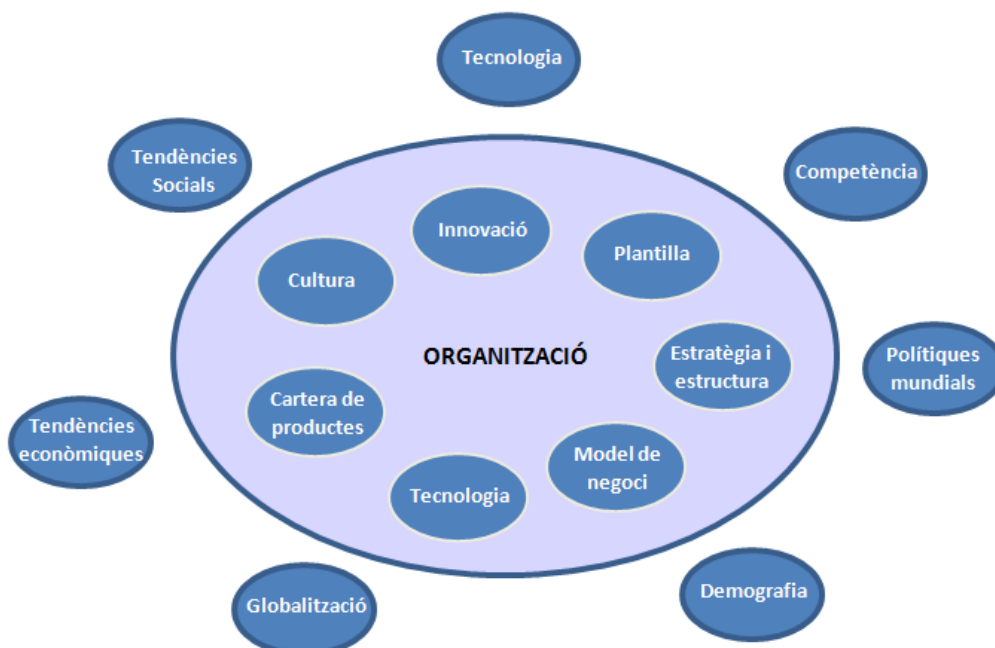 Tecnologia
Tendències
Socials
Competència
Innovació
Plantilla
Cultura
ORGANITZACIÓ
Estratègia i
estructura
Polítiques
mundials
Cartera de
productes
Tendències
econòmiques
Model de
negoci
Tecnologia
Globalització
Demografia